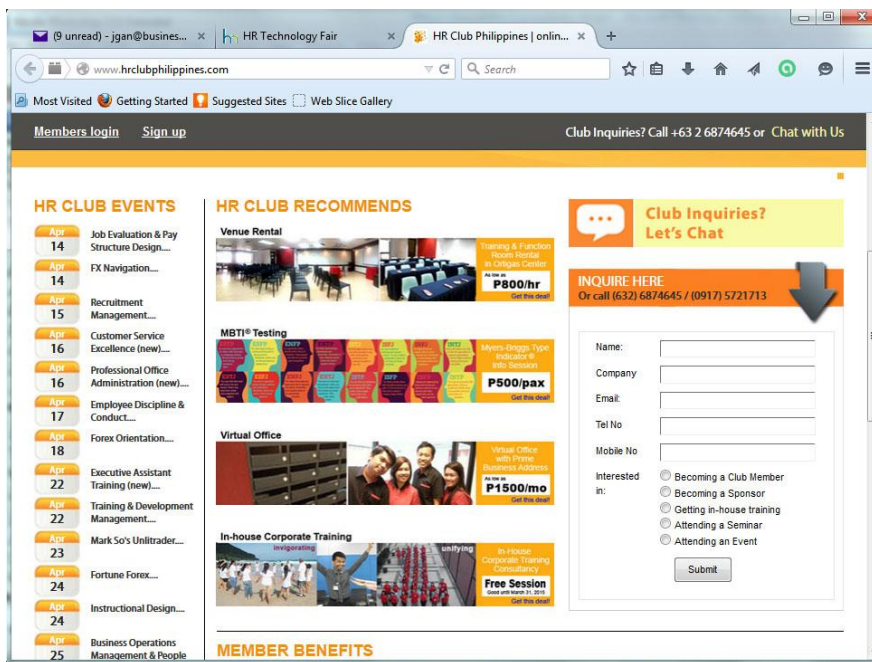 (9 unread) - jgan@busines...
HR Technology Fair
HR Club Philippines | onlin...
www.hrclubphilippines.com
Search
Most Visited
Getting Started
Suggested Sites
Web Slice Gallery
Members login
Sign up
Club Inquiries? Call +63 2 6874645 or Chat with Us
HR CLUB EVENTS
Apr
14
Job Evaluation & Pay
Structure Design....
Apr
14
FX Navigation....
Apr
15
Recruitment
Management....
Apr
16
Customer Service
Excellence (new)....
Apr
16
Professional Office
Administration (new)....
Apr
17
Employee Discipline &
Conduct....
Apr
18
Forex Orientation....
Apr
22
Executive Assistant
Training (new)....
Apr
22
Training & Development
Management....
Apr
23
Mark So's Unlitrader....
Apr
24
Fortune Forex....
Apr
24
Instructional Design....
Apr
25
Business Operations
Management & People
HR CLUB RECOMMENDS
Venue Rental
Training & Function
Room Rental
in Ortigas Center
As low as
P800/hr
Get this deal!
MBTI® Testing
Myers-Briggs Type
Indicator ®
Info Session
P500/pax
Get this deal!
Virtual Office
Virtual Office
with Prime
Business Address
As low as
P1500/mo
Get this deal!
In-house Corporate Training
invigorating
unifying
In-House
Corporate Training
Consultancy
Free Session
Good until March 31, 2015
Get this deal!
MEMBER BENEFITS
Club Inquiries?
Let's Chat
INQUIRE HERE
Or call (632) 6874645 / (0917) 5721713
Name:
Company
Email:
Tel No
Mobile No
Interested
in:
Becoming a Club Member
Becoming a Sponsor
Getting in-house training
Attending a Seminar
Attending an Event
Submit